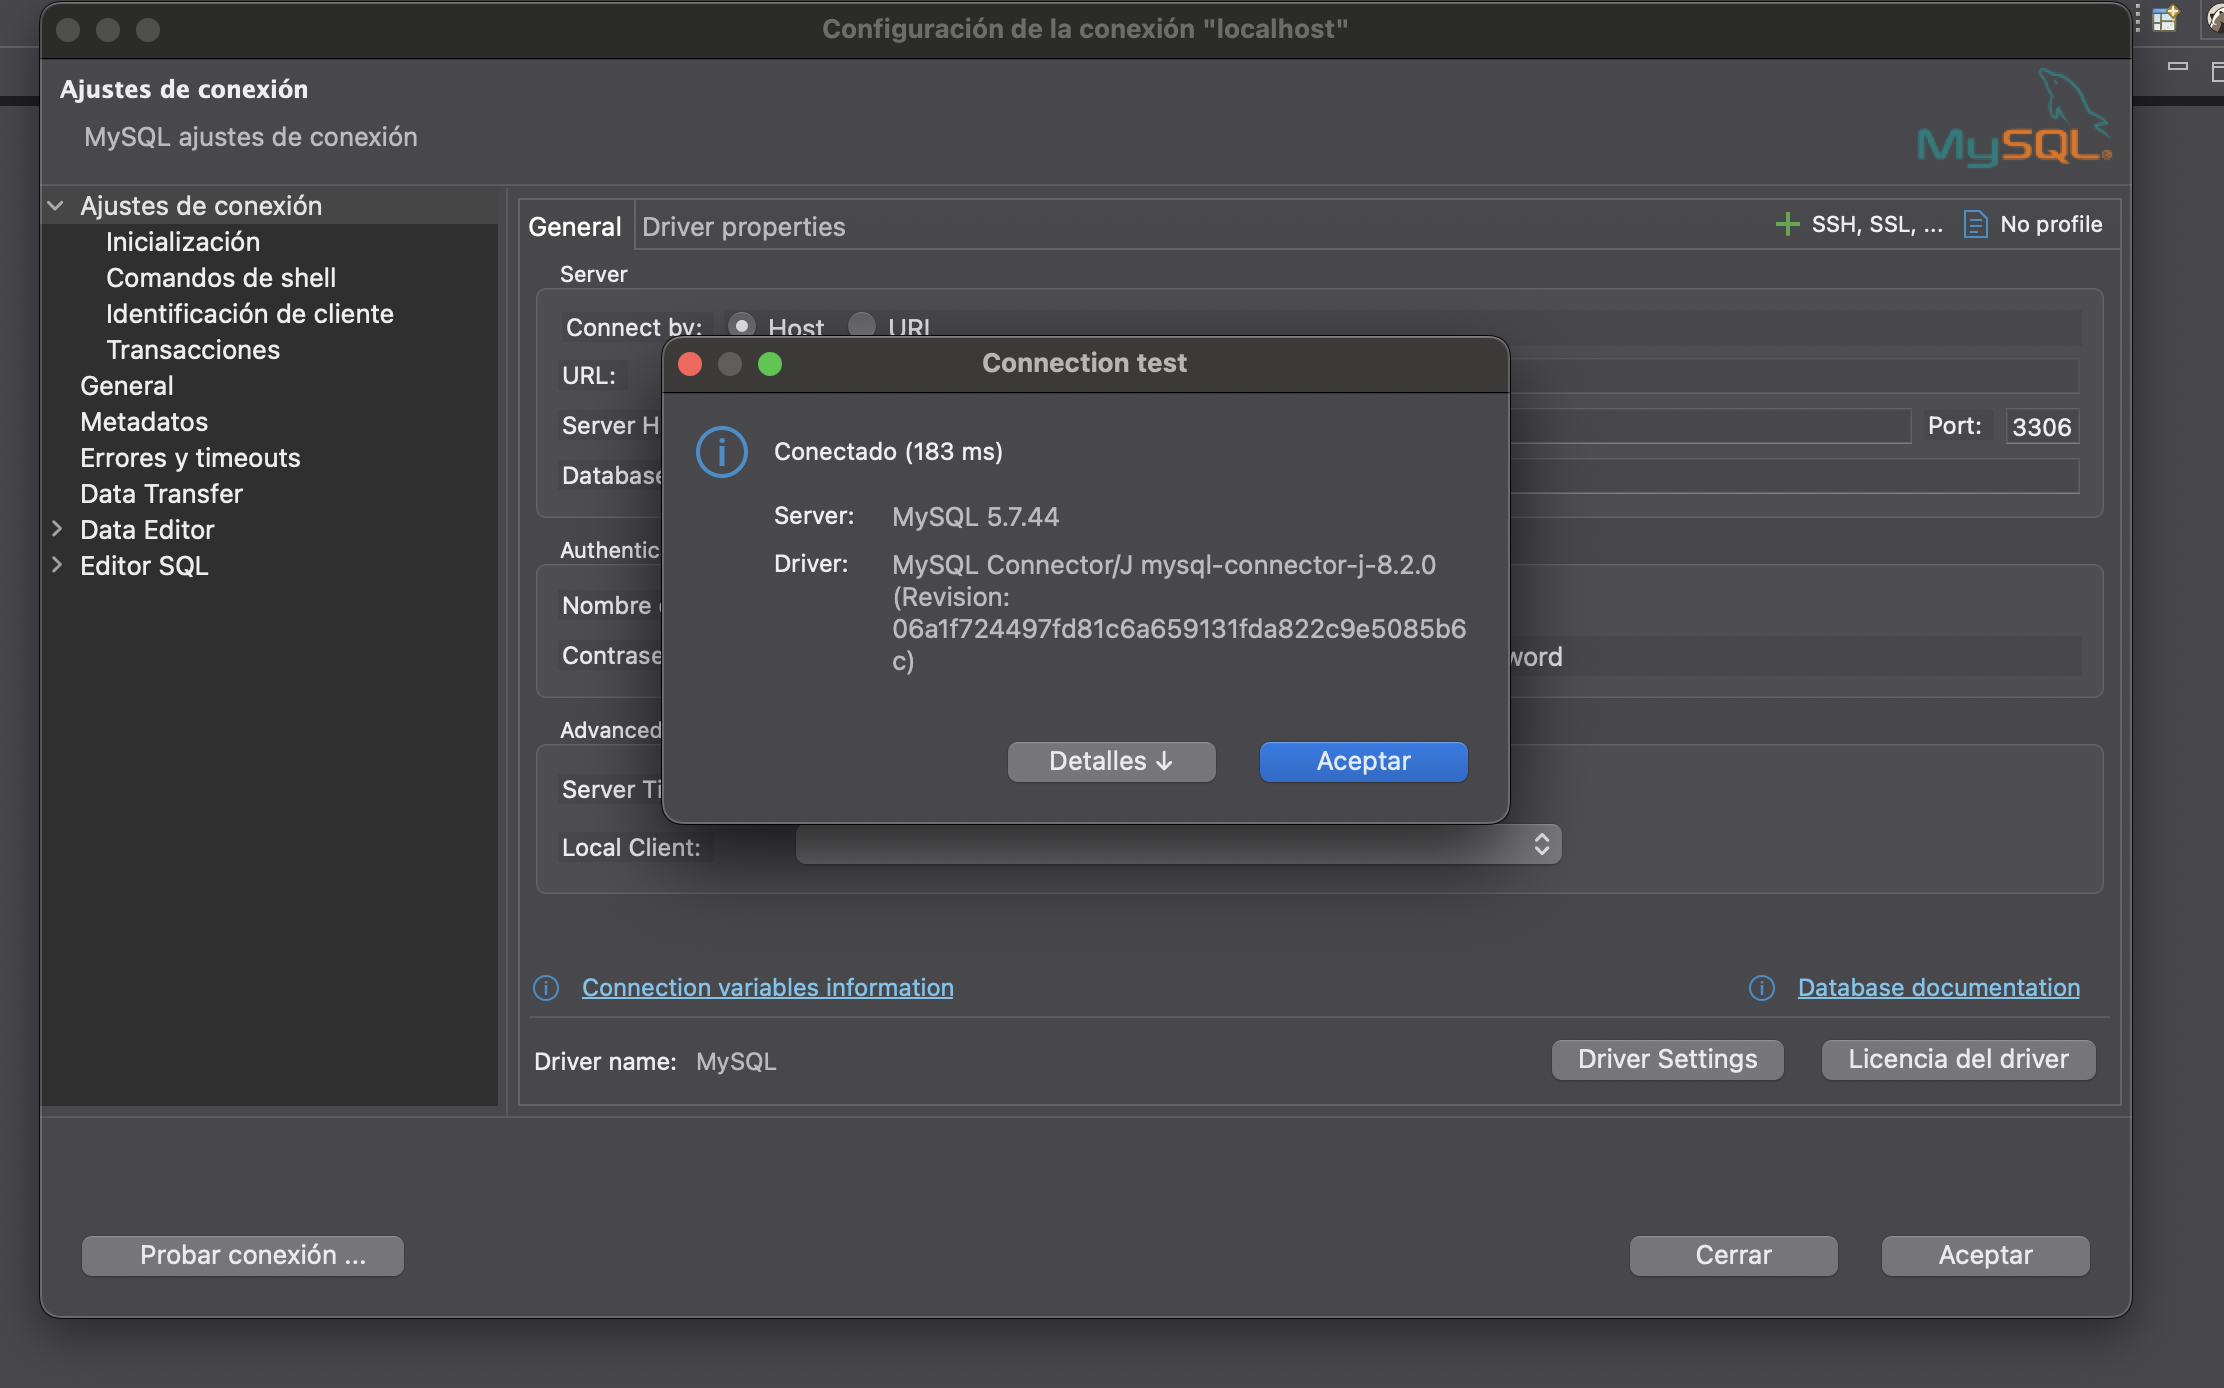 Configuración de la conexión "localhost"
Ajustes de conexión
MySQL ajustes de conexión
MySQL
Ajustes de conexión
Inicialización
Comandos de shell
Identificación de cliente
Transacciones
General
Metadatos
Errores y timeouts
Data Transfer
Data Editor
Editor SQL
General
Driver properties
SSH, SSL, ...
No profile
Server
Connect by:
Host
URL
URL:
Server H
Port:
3306
Database
Authentic
Nombre
Contrase
word
Advanced
Server Ti
Local Client:
Connection test
Conectado (183 ms)
Server:
MySQL 5.7.44
Driver:
MySQL Connector/J mysql-connector-j-8.2.0
(Revision:
06a1f724497fd81c6a659131fda822c9e5085b6
c)
Detalles ↓
Aceptar
Connection variables information
Database documentation
Driver name:
MySQL
Driver Settings
Licencia del driver
Probar conexión ...
Cerrar
Aceptar